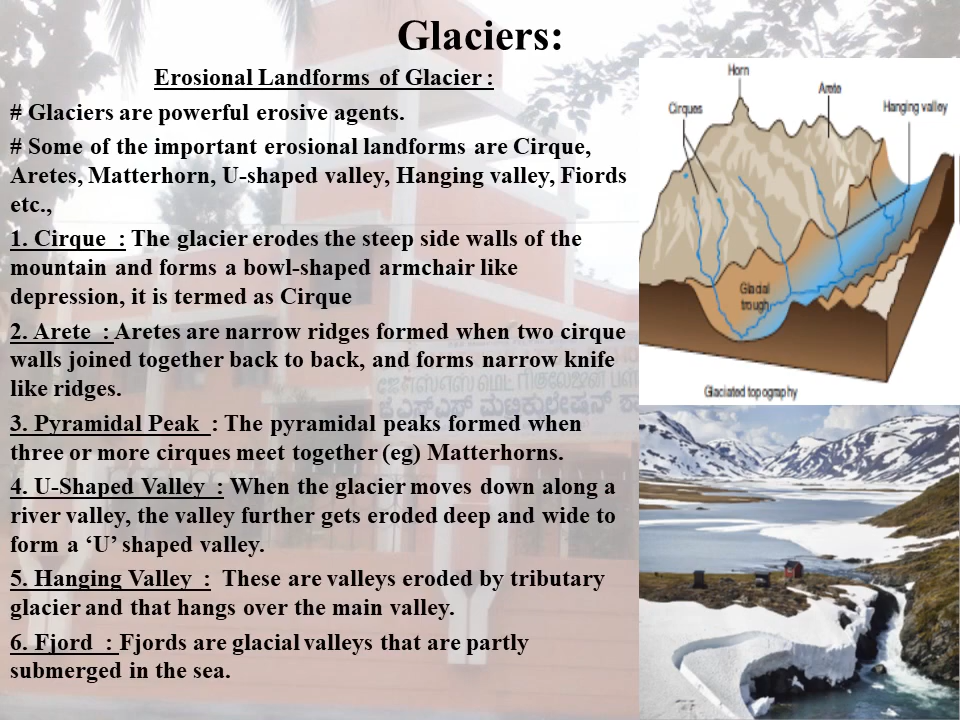 Glaciers:
Erosional Landforms of Glacier :
# Glaciers are powerful erosive agents.
# Some of the important erosional landforms are Cirque,
Aretes, Matterhorn, U-shaped valley, Hanging valley, Fiords
etc.,
1. Cirque : The glacier erodes the steep side walls of the
mountain and forms a bowl-shaped armchair like
depression, it is termed as Cirque
2. Arete : Aretes are narrow ridges formed when two cirque
walls joined together back to back, and forms narrow knife
like ridges.
3. Pyramidal Peak : The pyramidal peaks formed when
three or more cirques meet together (eg) Matterhorns.
4. U-Shaped Valley : When the glacier moves down along a
river valley, the valley further gets eroded deep and wide to
form a ‘U’ shaped valley.
5. Hanging Valley : These are valleys eroded by tributary
glacier and that hangs over the main valley.
6. Fjord : Fjords are glacial valleys that are partly
submerged in the sea.
Horn
Arete
Cirques
Hanging valley
Glacial
trough
Glaciated topography